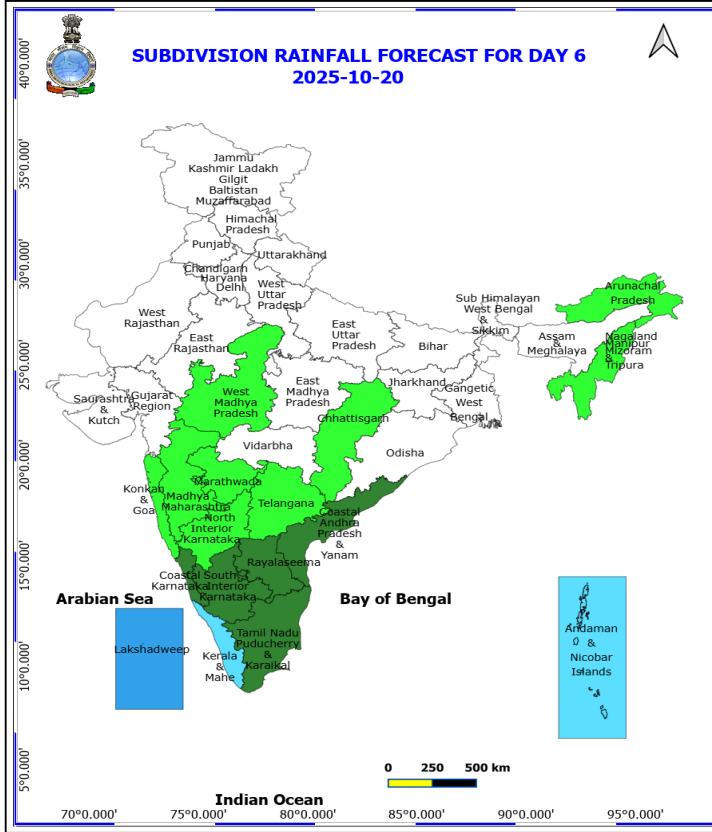 SUBDIVISION RAINFALL FORECAST FOR DAY 6
2025-10-20
40°0.000'
35°0.000'
30°0.000'
25°0.000'
20°0.000'
15°0.000'
10°0.000'
5°0.000'
Jammu
Kashmir Ladakh
Gilgit
Baltistan
Muzaffarabad
Himachal
Pradesh
Punjab
Uttarakhand
Chandigarh
Haryana
Delhi
West
Uttar
Pradesh
West
Rajasthan
East
Rajasthan
East
Uttar
Pradesh
Bihar
Sub Himalayan
West Bengal
&
Sikkim
Arunachal
Pradesh
Assam
&
Meghalaya
Nagaland
Manipur
Mizoram
&
Tripura
Saurashtra
&
Kutch
Gujarat
Region
West
Madhya
Pradesh
East
Madhya
Pradesh
Jharkhand
Gangetic
West
Bengal
Chhattisgarh
Vidarbha
Odisha
Konkan
&
Goa
Madhya
Maharashtra
Marathwada
Telangana
North
Interior
Karnataka
Coastal
Andhra
Pradesh
&
Yanam
Rayalaseema
Coastal
Karnataka
South
Interior
Karnataka
Arabian Sea
Bay of Bengal
Lakshadweep
Kerala
&
Mahe
Tamil Nadu
Puducherry
&
Karaikal
Andaman
&
Nicobar
Islands
0 250 500 km
Indian Ocean
70°0.000' 75°0.000' 80°0.000' 85°0.000' 90°0.000' 95°0.000'